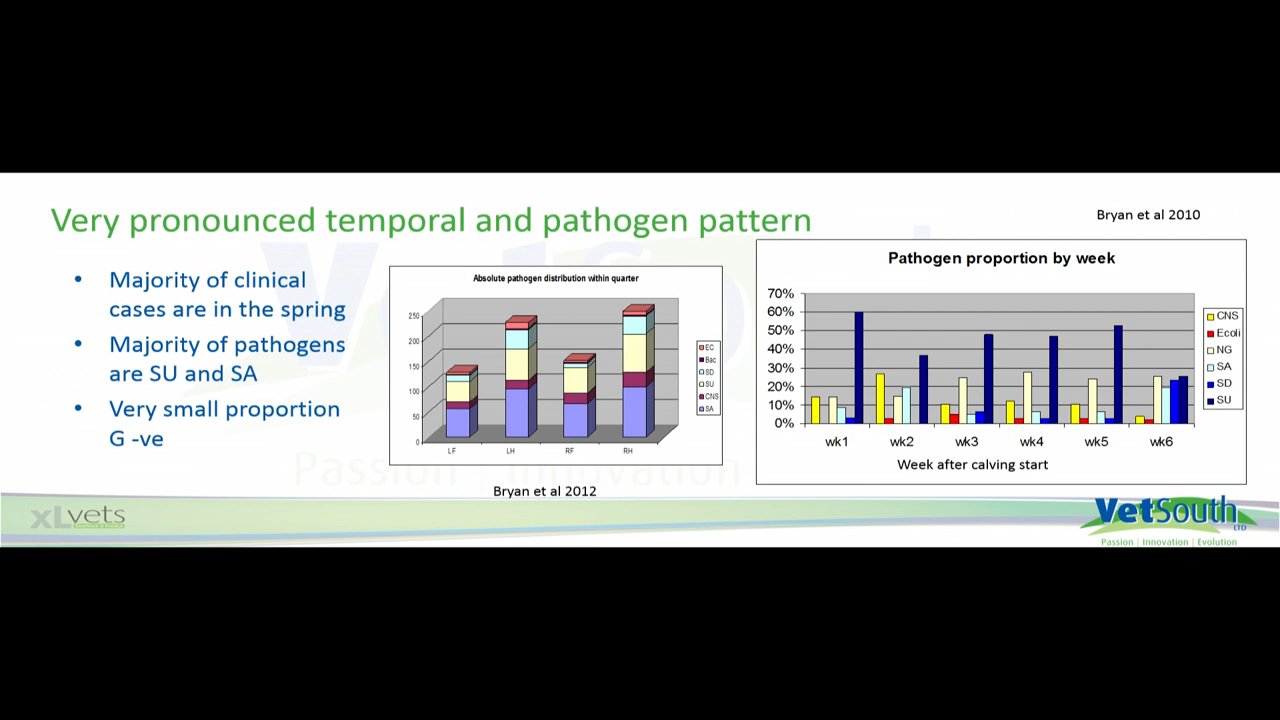 Very pronounced temporal and pathogen pattern
Bryan et al 2010
• Majority of clinical
cases are in the spring
• Majority of pathogens
are SU and SA
• Very small proportion
G -ve
Absolute pathogen distribution within quarter
250
200
150
100
50
0
LF LH RF RH
EC
Bac
SD
SU
CNS
SA
Bryan et al 2012
Pathogen proportion by week
70%
60%
50%
40%
30%
20%
10%
0%
wk1 wk2 wk3 wk4 wk5 wk6
Week after calving start
CNS
Ecoli
NG
SA
SD
SU
xLvets
VetSouth
LTD
Passion | Innovation | Evolution